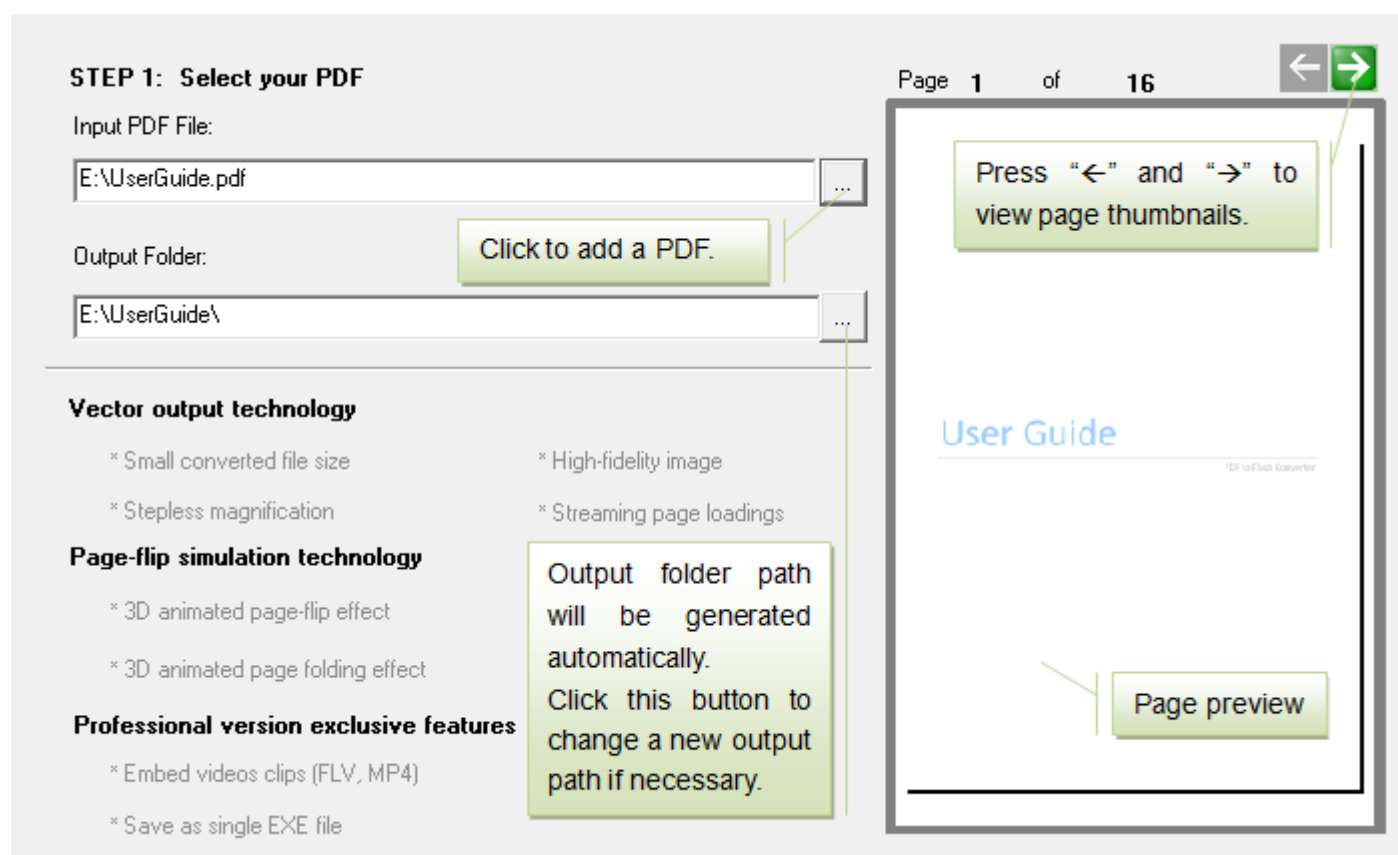 STEP 1: Select your PDF
Input PDF File:
E:\UserGuide.pdf
...
Click to add a PDF.
Output Folder:
E:\UserGuide\
...
Vector output technology
* Small converted file size
* High-fidelity image
* Stepless magnification
* Streaming page loadings
Page-flip simulation technology
* 3D animated page-flip effect
* 3D animated page folding effect
Professional version exclusive features
* Embed videos clips (FLV, MP4)
* Save as single EXE file
Output folder path
will be generated
automatically.
Click this button to
change a new output
path if necessary.
Page 1 of 16
Press “←” and “→” to
view page thumbnails.
User Guide
PDF to Flash Converter
Page preview